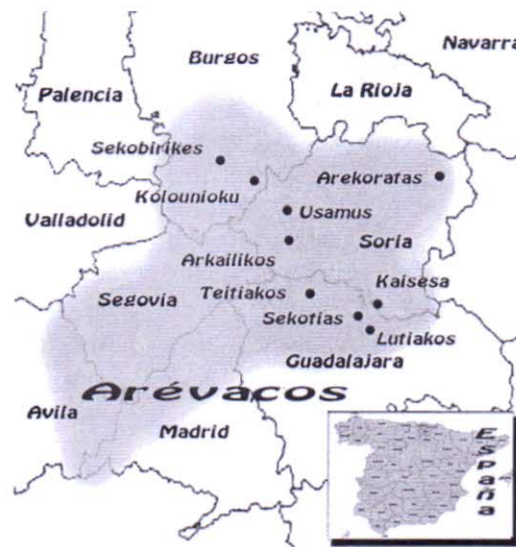 Navarra
Burgos
La Rioja
Palencia
Sekobirikes
Arekoratas
Kolounioku
Usamus
Valladolid
Soria
Arkailikos
Kaisesa
Segovia
Teitiakos
Sekotias
Lutiakos
Guadalajara
Arévacos
Avila
Madrid
España